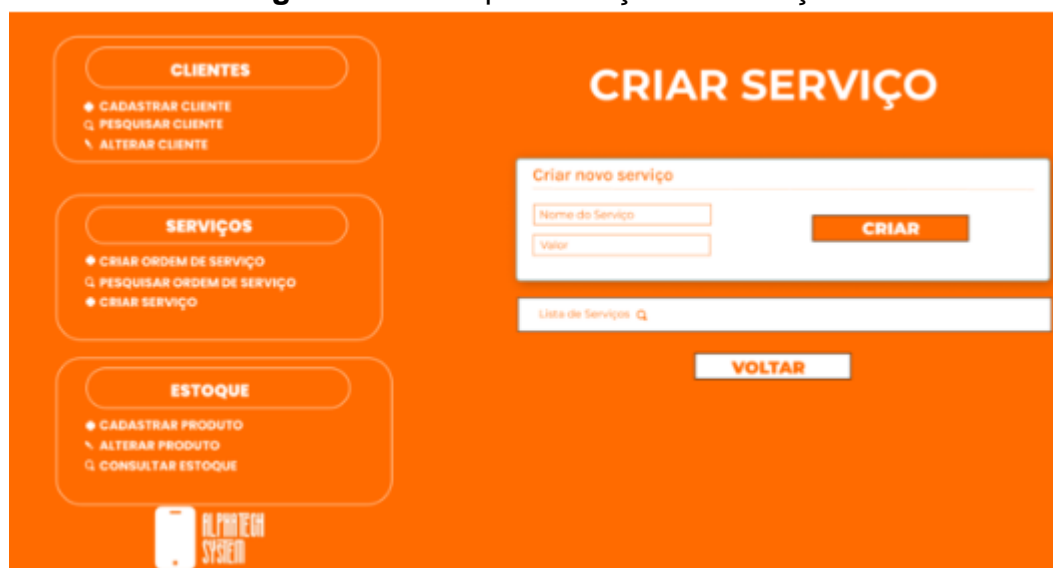 CLIENTES
CADASTRAR CLIENTE
PESQUISAR CLIENTE
ALTERAR CLIENTE
SERVIÇOS
CRIAR ORDEM DE SERVIÇO
PESQUISAR ORDEM DE SERVIÇO
CRIAR SERVIÇO
ESTOQUE
CADASTRAR PRODUTO
ALTERAR PRODUTO
CONSULTAR ESTOQUE
ALPHATECH
SYSTEM
CRIAR SERVIÇO
Criar novo serviço
Nome do Serviço
Valor
CRIAR
Lista de Serviços
VOLTAR